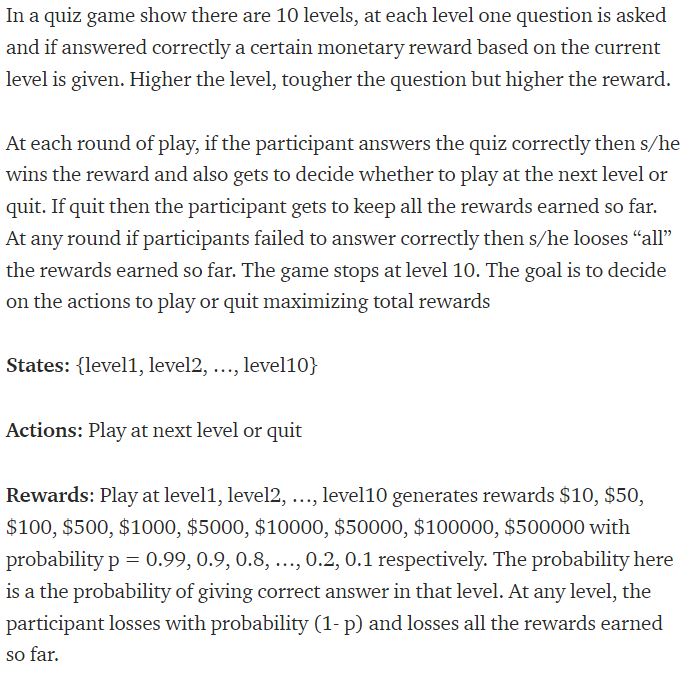 In a quiz game show there are 10 levels, at each level one question is asked
and if answered correctly a certain monetary reward based on the current
level is given. Higher the level, tougher the question but higher the reward.
At each round of play, if the participant answers the quiz correctly then s/he
wins the reward and also gets to decide whether to play at the next level or
quit. If quit then the participant gets to keep all the rewards earned so far.
At any round if participants failed to answer correctly then s/he looses “all”
the rewards earned so far. The game stops at level 10. The goal is to decide
on the actions to play or quit maximizing total rewards
States: {level1, level2, …, level10}
Actions: Play at next level or quit
Rewards: Play at level1, level2, …, level10 generates rewards $10, $50,
$100, $500, $1000, $5000, $10000, $50000, $100000, $500000 with
probability p = 0.99, 0.9, 0.8, …, 0.2, 0.1 respectively. The probability here
is a the probability of giving correct answer in that level. At any level, the
participant losses with probability (1- p) and losses all the rewards earned
so far.